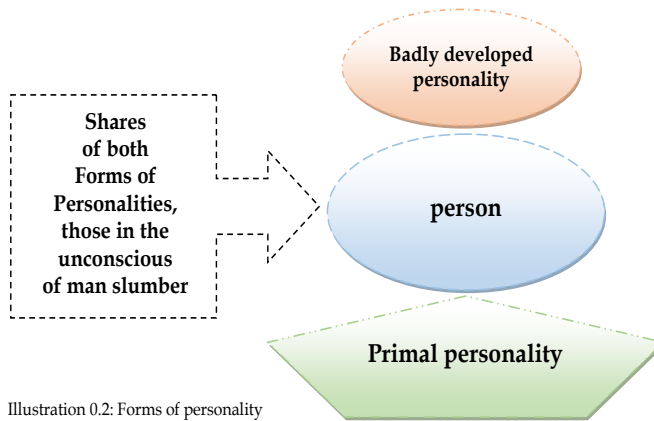 Badly developed
personality
Shares
of both
Forms of
Personalities,
those in the
unconscious
of man slumber
person
Primal personality
Illustration 0.2: Forms of personality